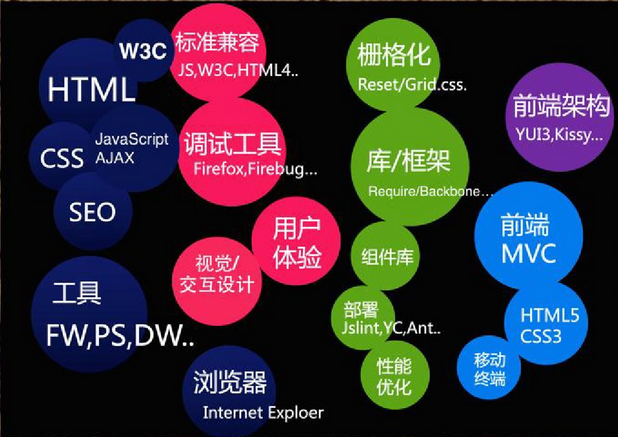 W3C
HTML
CSS
JavaScript
AJAX
SEO
工具
FW,PS,DW..
浏览器
Internet Exploer
标准兼容
JS,W3C,HTML4..
调试工具
Firefox,Firebug...
用户
体验
视觉/
交互设计
栅格化
Reset/Grid.css.
库/框架
Require/Backbone...
组件库
部署
Jslint,YC,Ant..
性能
优化
前端架构
YUI3,Kissy...
前端
MVC
HTML5
CSS3
移动
终端